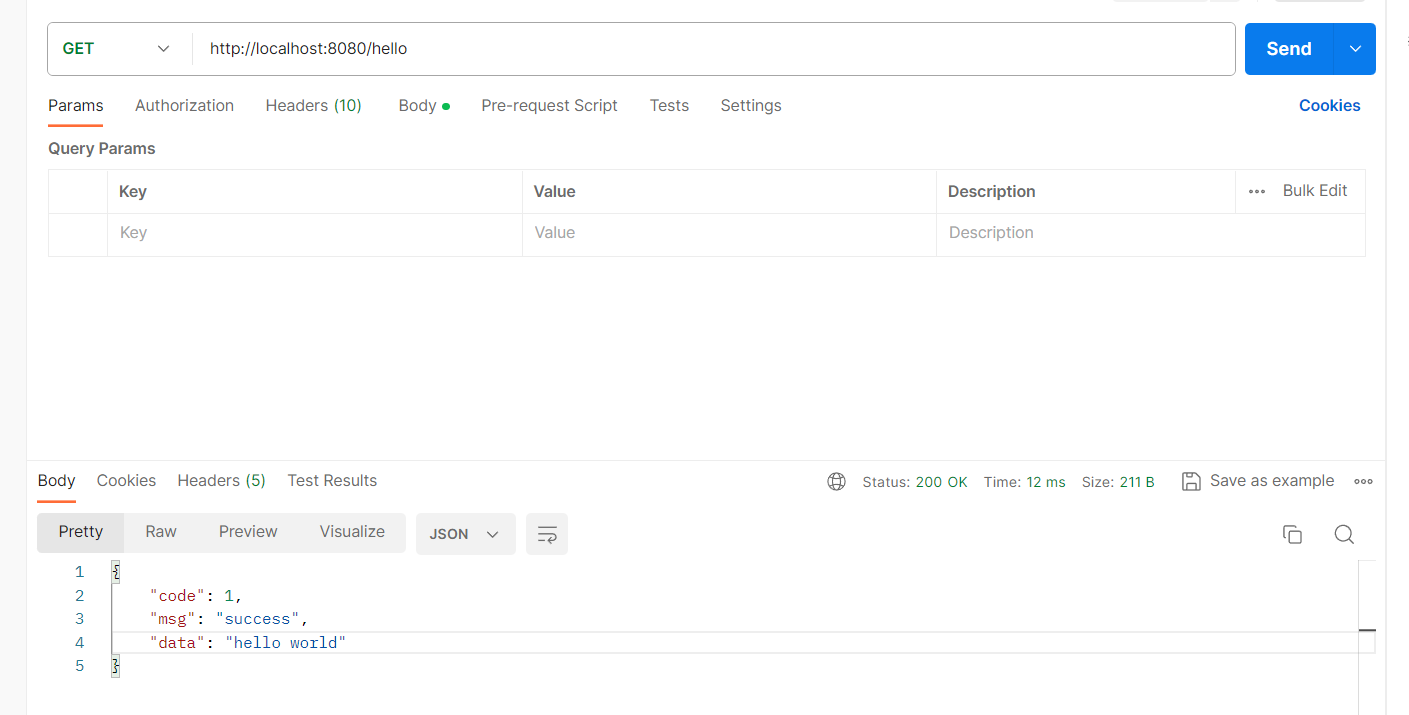 GET http://localhost:8080/hello Send
Params Authorization Headers (10) Body Pre-request Script Tests Settings Cookies
Query Params
Key Value Description Bulk Edit
Key Value Description
Body Cookies Headers (5) Test Results Status: 200 OK Time: 12 ms Size: 211 B Save as example
Pretty Raw Preview Visualize JSON
1 {
2 "code": 1,
3 "msg": "success",
4 "data": "hello world"
5 }